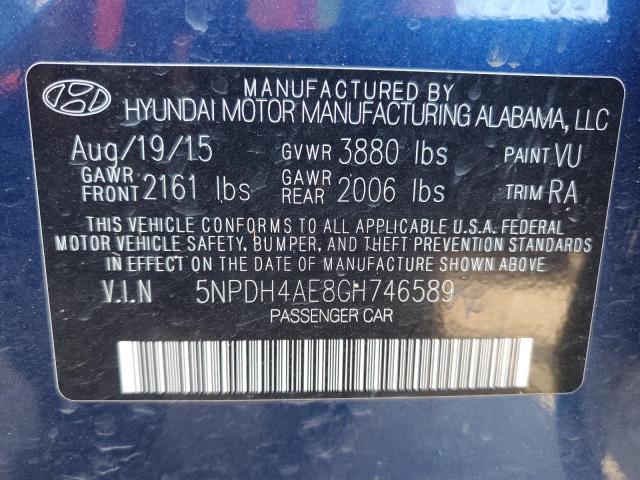 MANUFACTURED BY
HYUNDAI MOTOR MANUFACTURING ALABAMA, LLC
Aug/19/15 GVWR 3880 lbs PAINT VU
GAWR FRONT 2161 lbs GAWR REAR 2006 lbs TRIM RA
THIS VEHICLE CONFORMS TO ALL APPLICABLE U.S.A. FEDERAL
MOTOR VEHICLE SAFETY, BUMPER, AND THEFT PREVENTION STANDARDS
IN EFFECT ON THE DATE OF MANUFACTURE SHOWN ABOVE.
V.I.N 5NPDH4AE8GH746589
PASSENGER CAR